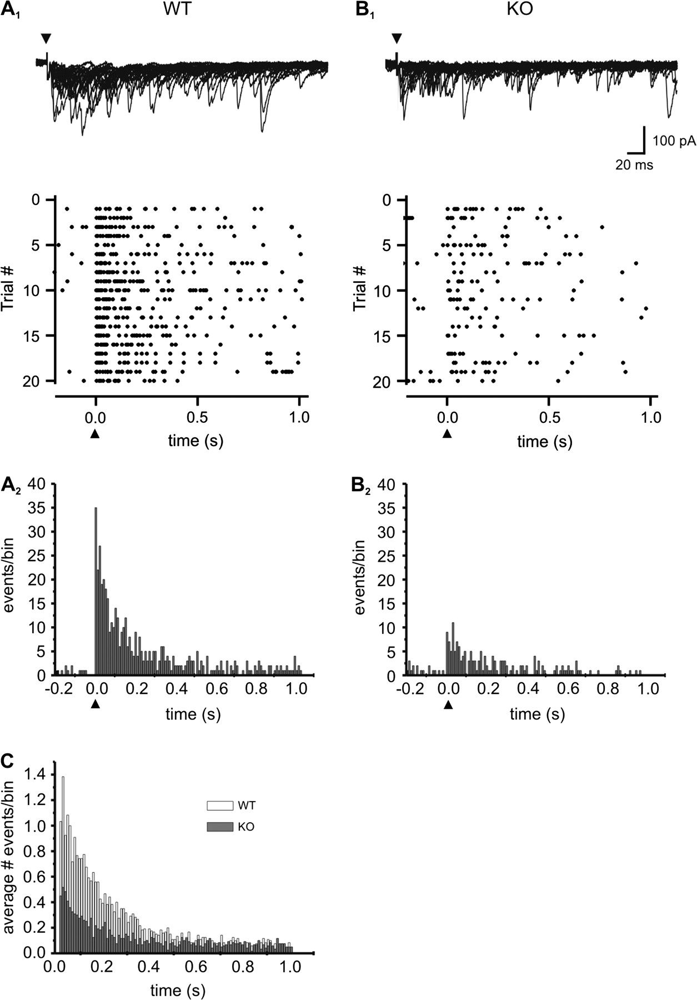 A1 WT
B1 KO
100 pA
20 ms
0
5
10
15
20
Trial #
0.0 0.5 1.0
time (s)
0
5
10
15
20
Trial #
0.0 0.5 1.0
time (s)
A2
40
35
30
25
20
15
10
5
0
events/bin
-0.2 0.0 0.2 0.4 0.6 0.8 1.0
time (s)
B2
40
35
30
25
20
15
10
5
0
events/bin
-0.2 0.0 0.2 0.4 0.6 0.8 1.0
time (s)
C
1.4
1.2
1.0
0.8
0.6
0.4
0.2
0.0
average # events/bin
WT
KO
0.0 0.2 0.4 0.6 0.8 1.0
time (s)